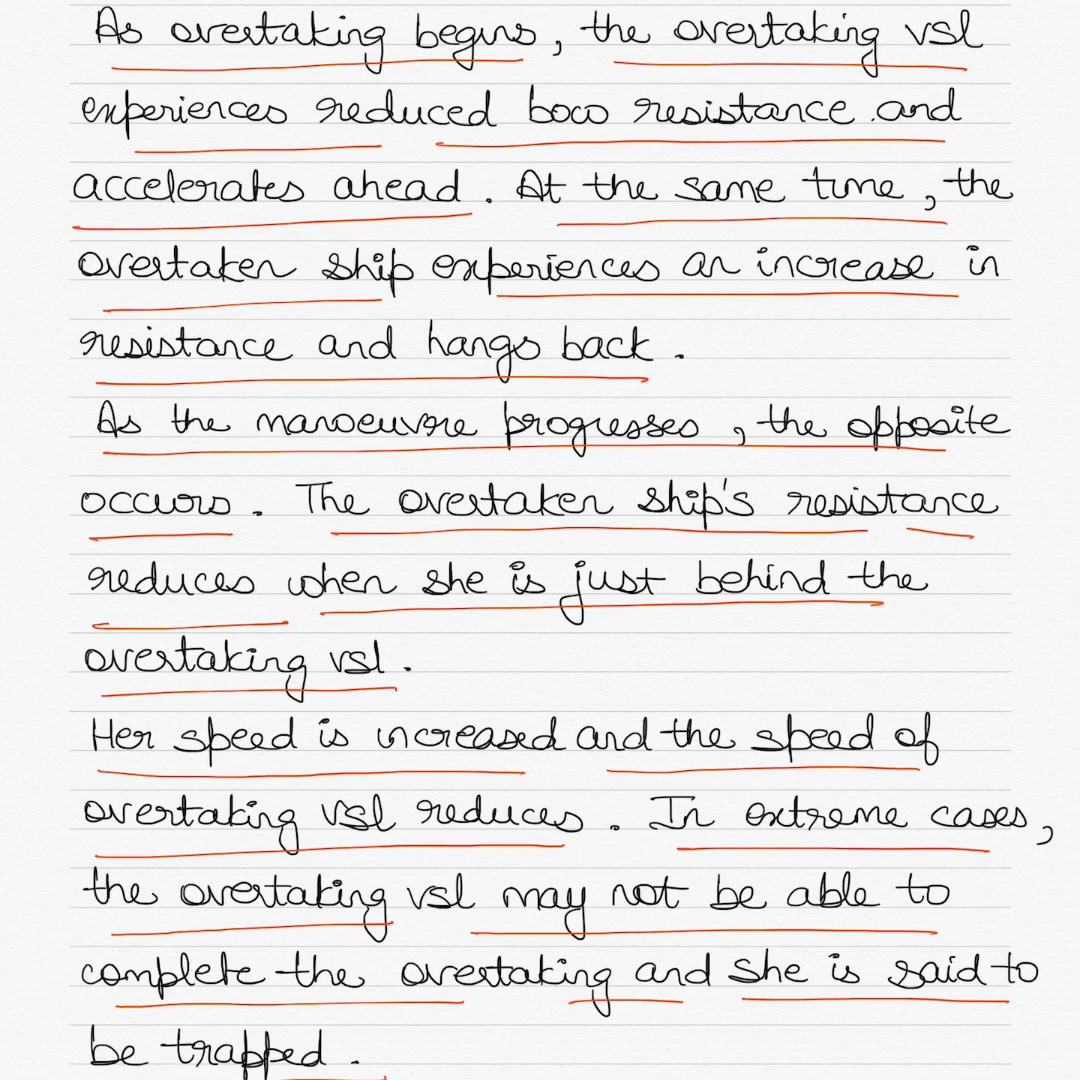 As overtaking begins, the overtaking vsl
experiences reduced bow resistance and
accelerates ahead. At the same time, the
overtaken ship experiences an increase in
resistance and hangs back.
As the manoeuvre progresses, the opposite
occurs. The overtaken ship's resistance
reduces when she is just behind the
overtaking vsl.
Her speed is increased and the speed of
overtaking vsl reduces. In extreme cases,
the overtaking vsl may not be able to
complete the overtaking and she is said to
be trapped.